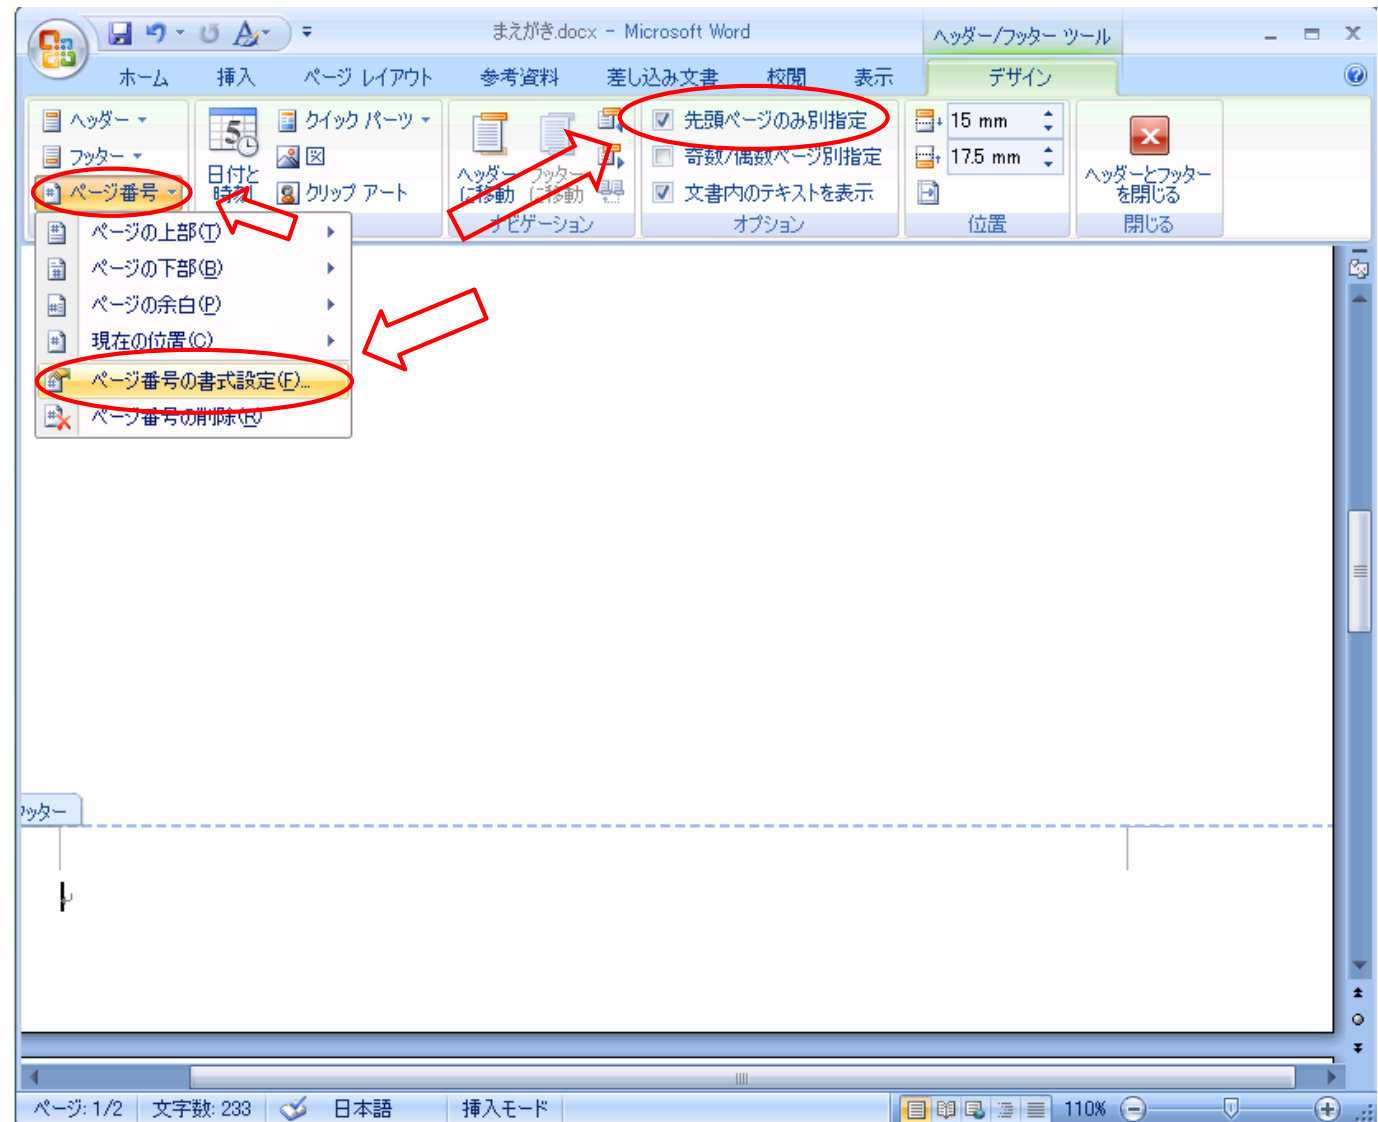 まえがき.docx - Microsoft Word
ヘッダー/フッター ツール
ホーム 挿入 ページ レイアウト 参考資料 差し込み文書 校閲 表示 デザイン
ヘッダー
フッター
ページ番号
日付と
時刻
クイック パーツ
図
クリップ アート
ヘッダー
に移動
フッター
に移動
ナビゲーション
先頭ページのみ別指定
奇数/偶数ページ別指定
文書内のテキストを表示
オプション
15 mm
17.5 mm
位置
ヘッダーとフッター
を閉じる
閉じる
ページの上部(T)
ページの下部(B)
ページの余白(P)
現在の位置(C)
ページ番号の書式設定(F)...
ページ番号の削除(R)
フッター
ページ: 1/2 文字数: 233 日本語 挿入モード 110%